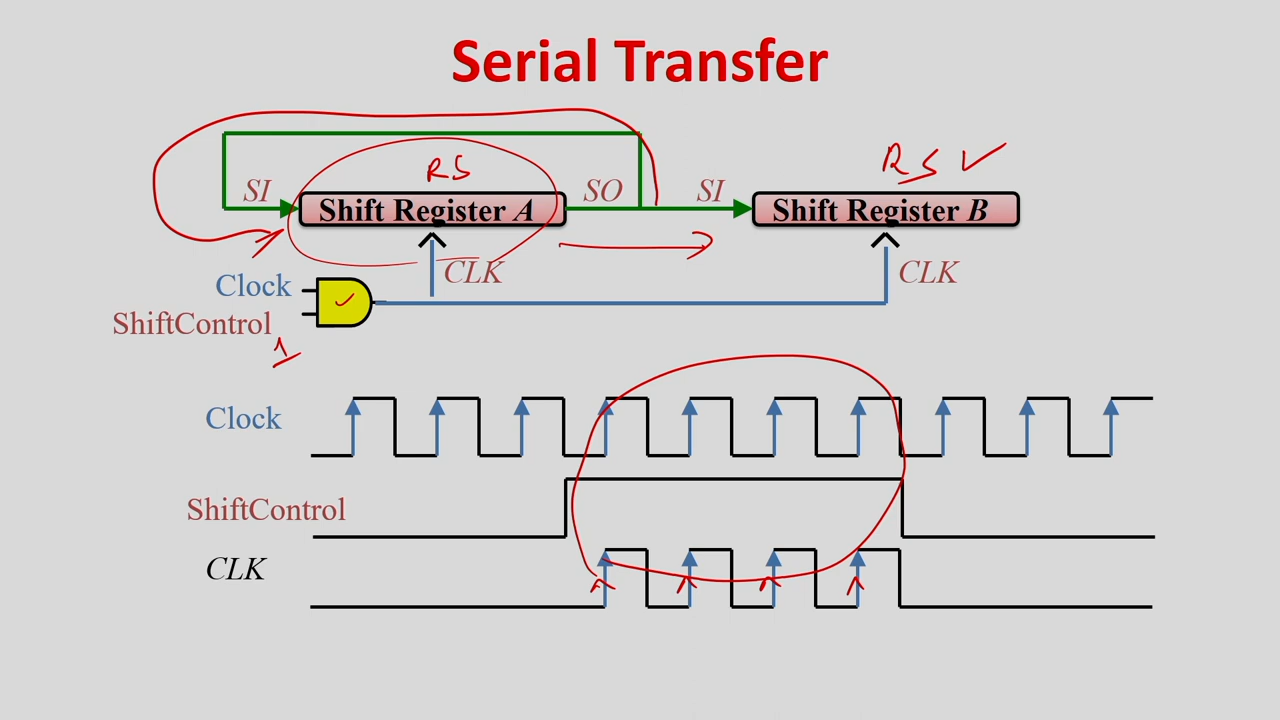 Serial Transfer
RS
RS ✓
SI
SO
SI
Shift Register A
Shift Register B
Clock
CLK
CLK
ShiftControl
1
Clock
ShiftControl
CLK